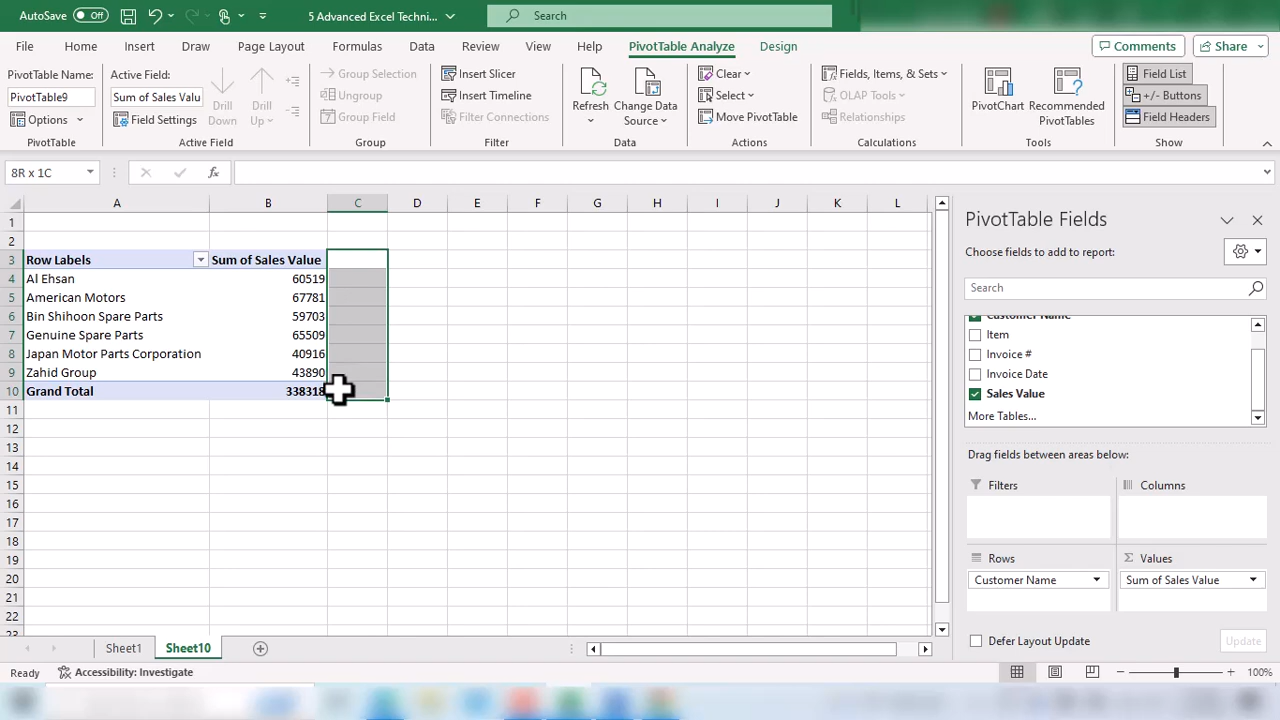 AutoSave Off 5 Advanced Excel Techni... Search
File Home Insert Draw Page Layout Formulas Data Review View Help PivotTable Analyze Design Comments Share
PivotTable Name: Active Field: Group Selection Insert Slicer Clear Fields, Items, & Sets Field List
PivotTable9 Sum of Sales Valu Drill Down Drill Up Ungroup Insert Timeline Refresh Change Data Source Select OLAP Tools PivotChart Recommended PivotTables +/- Buttons
Options Field Settings Group Field Filter Connections Move PivotTable Relationships Field Headers
PivotTable Active Field Group Filter Data Actions Calculations Tools Show
8R x 1C fx
A B C D E F G H I J K L
1
2
3 Row Labels Sum of Sales Value
4 Al Ehsan 60519
5 American Motors 67781
6 Bin Shihoon Spare Parts 59703
7 Genuine Spare Parts 65509
8 Japan Motor Parts Corporation 40916
9 Zahid Group 43890
10 Grand Total 338318
11
12
13
14
15
16
17
18
19
20
21
22
23
PivotTable Fields
Choose fields to add to report:
Search
Customer Name
Item
Invoice #
Invoice Date
Sales Value
More Tables...
Drag fields between areas below:
Filters Columns
Rows Σ Values
Customer Name Sum of Sales Value
Defer Layout Update Update
Sheet1 Sheet10
Ready Accessibility: Investigate 100%